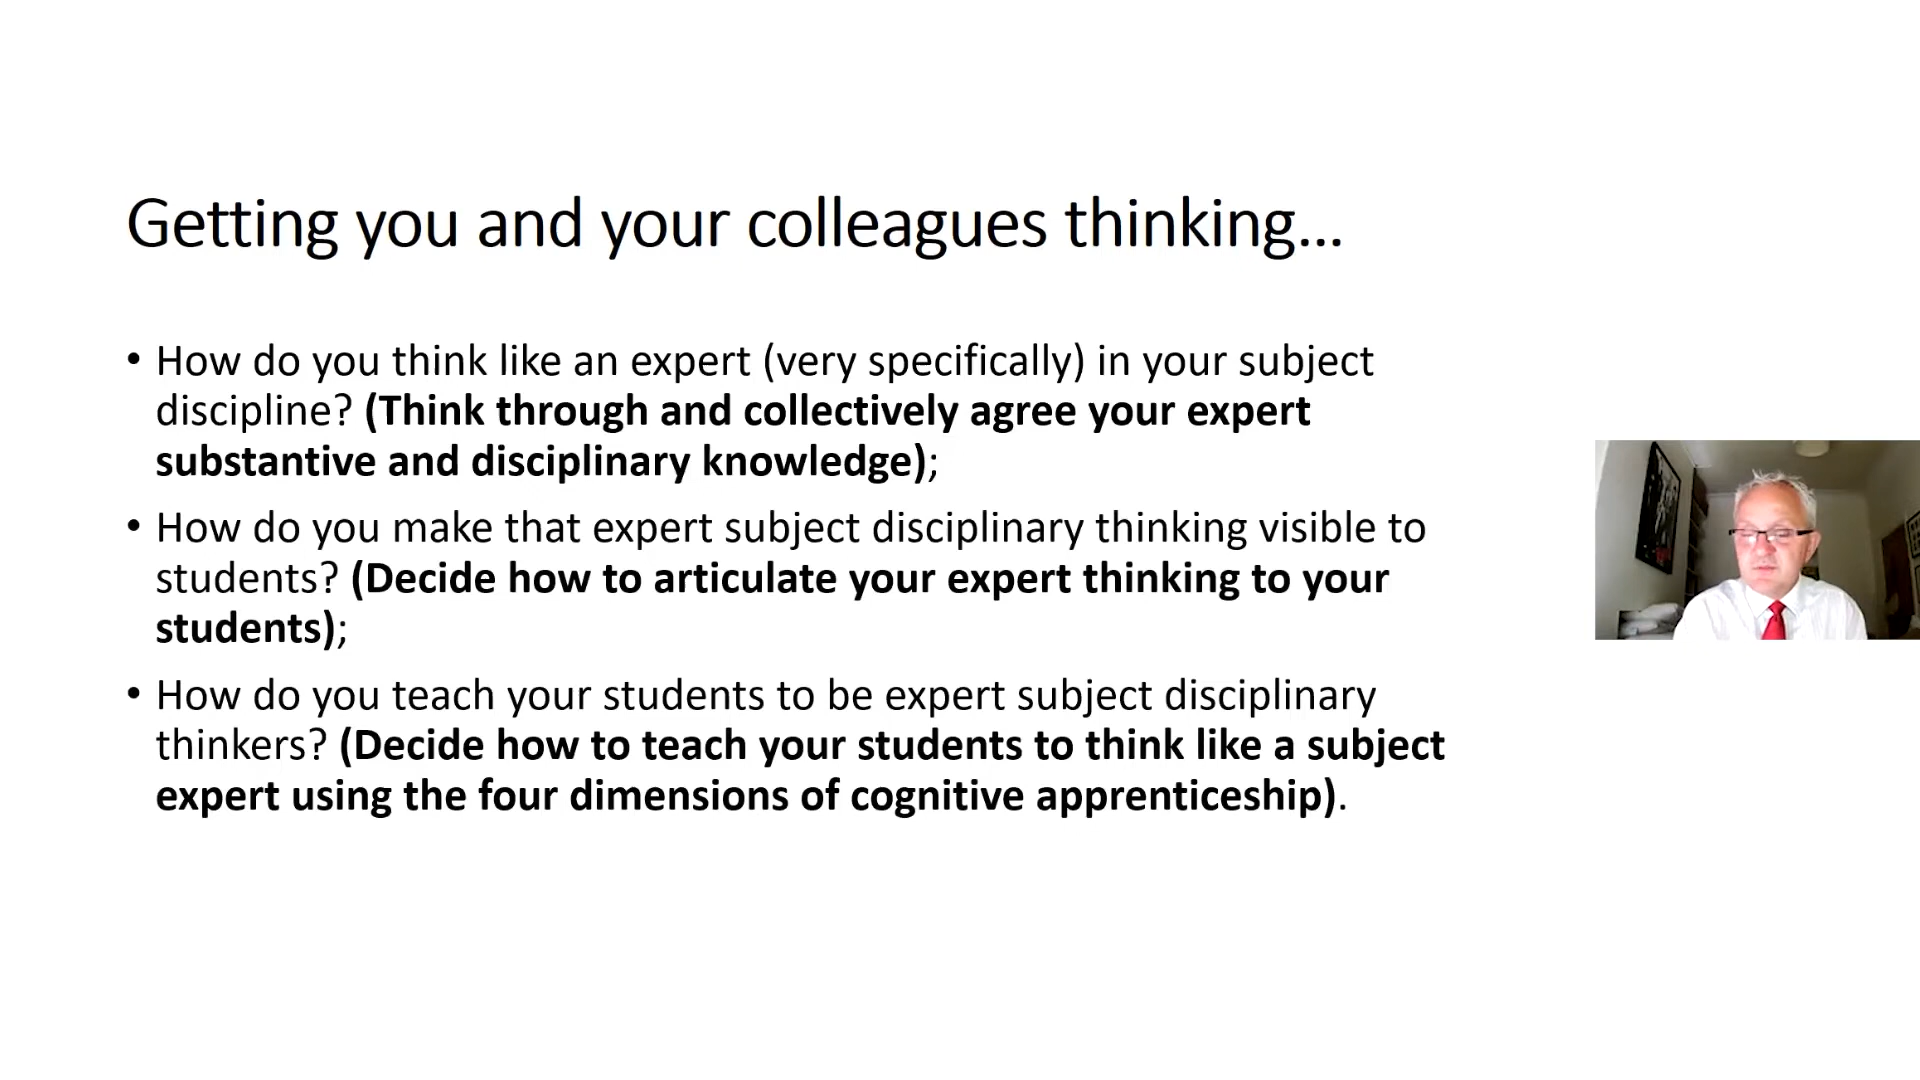 Getting you and your colleagues thinking...
• How do you think like an expert (very specifically) in your subject
discipline? (Think through and collectively agree your expert
substantive and disciplinary knowledge);
• How do you make that expert subject disciplinary thinking visible to
students? (Decide how to articulate your expert thinking to your
students);
• How do you teach your students to be expert subject disciplinary
thinkers? (Decide how to teach your students to think like a subject
expert using the four dimensions of cognitive apprenticeship).